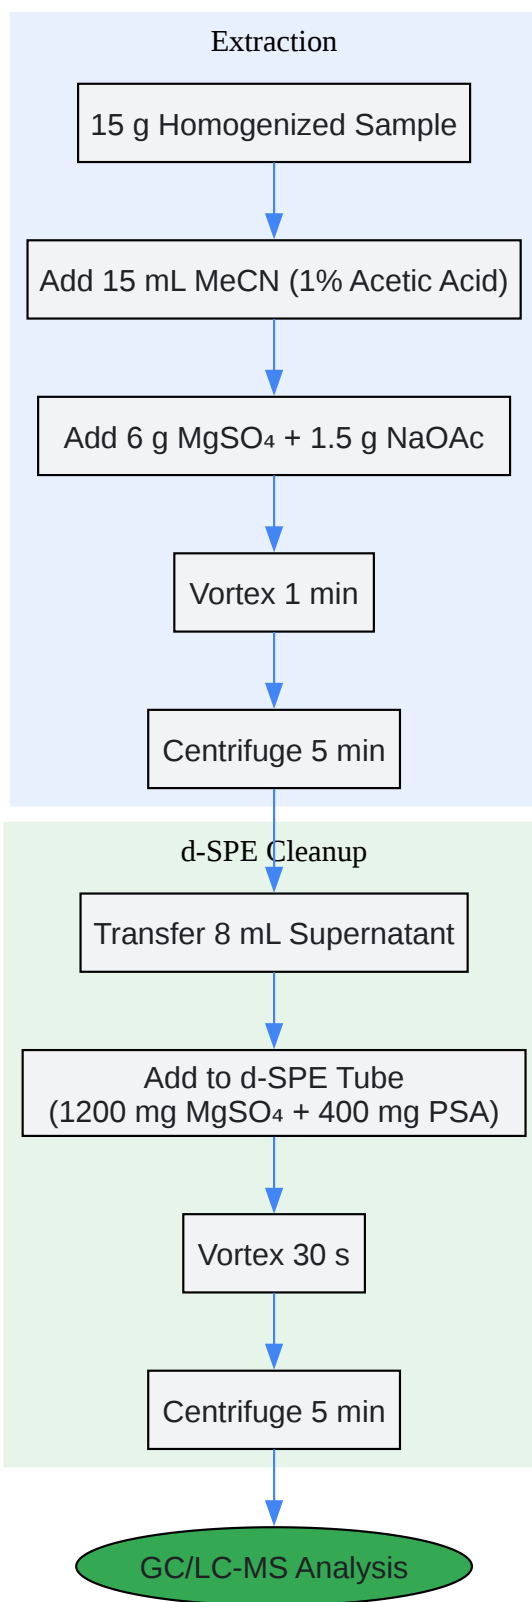 Extraction
15 g Homogenized Sample
Add 15 mL MeCN (1% Acetic Acid)
Add 6 g MgSO₄ + 1.5 g NaOAc
Vortex 1 min
Centrifuge 5 min
d-SPE Cleanup
Transfer 8 mL Supernatant
Add to d-SPE Tube
(1200 mg MgSO₄ + 400 mg PSA)
Vortex 30 s
Centrifuge 5 min
GC/LC-MS Analysis